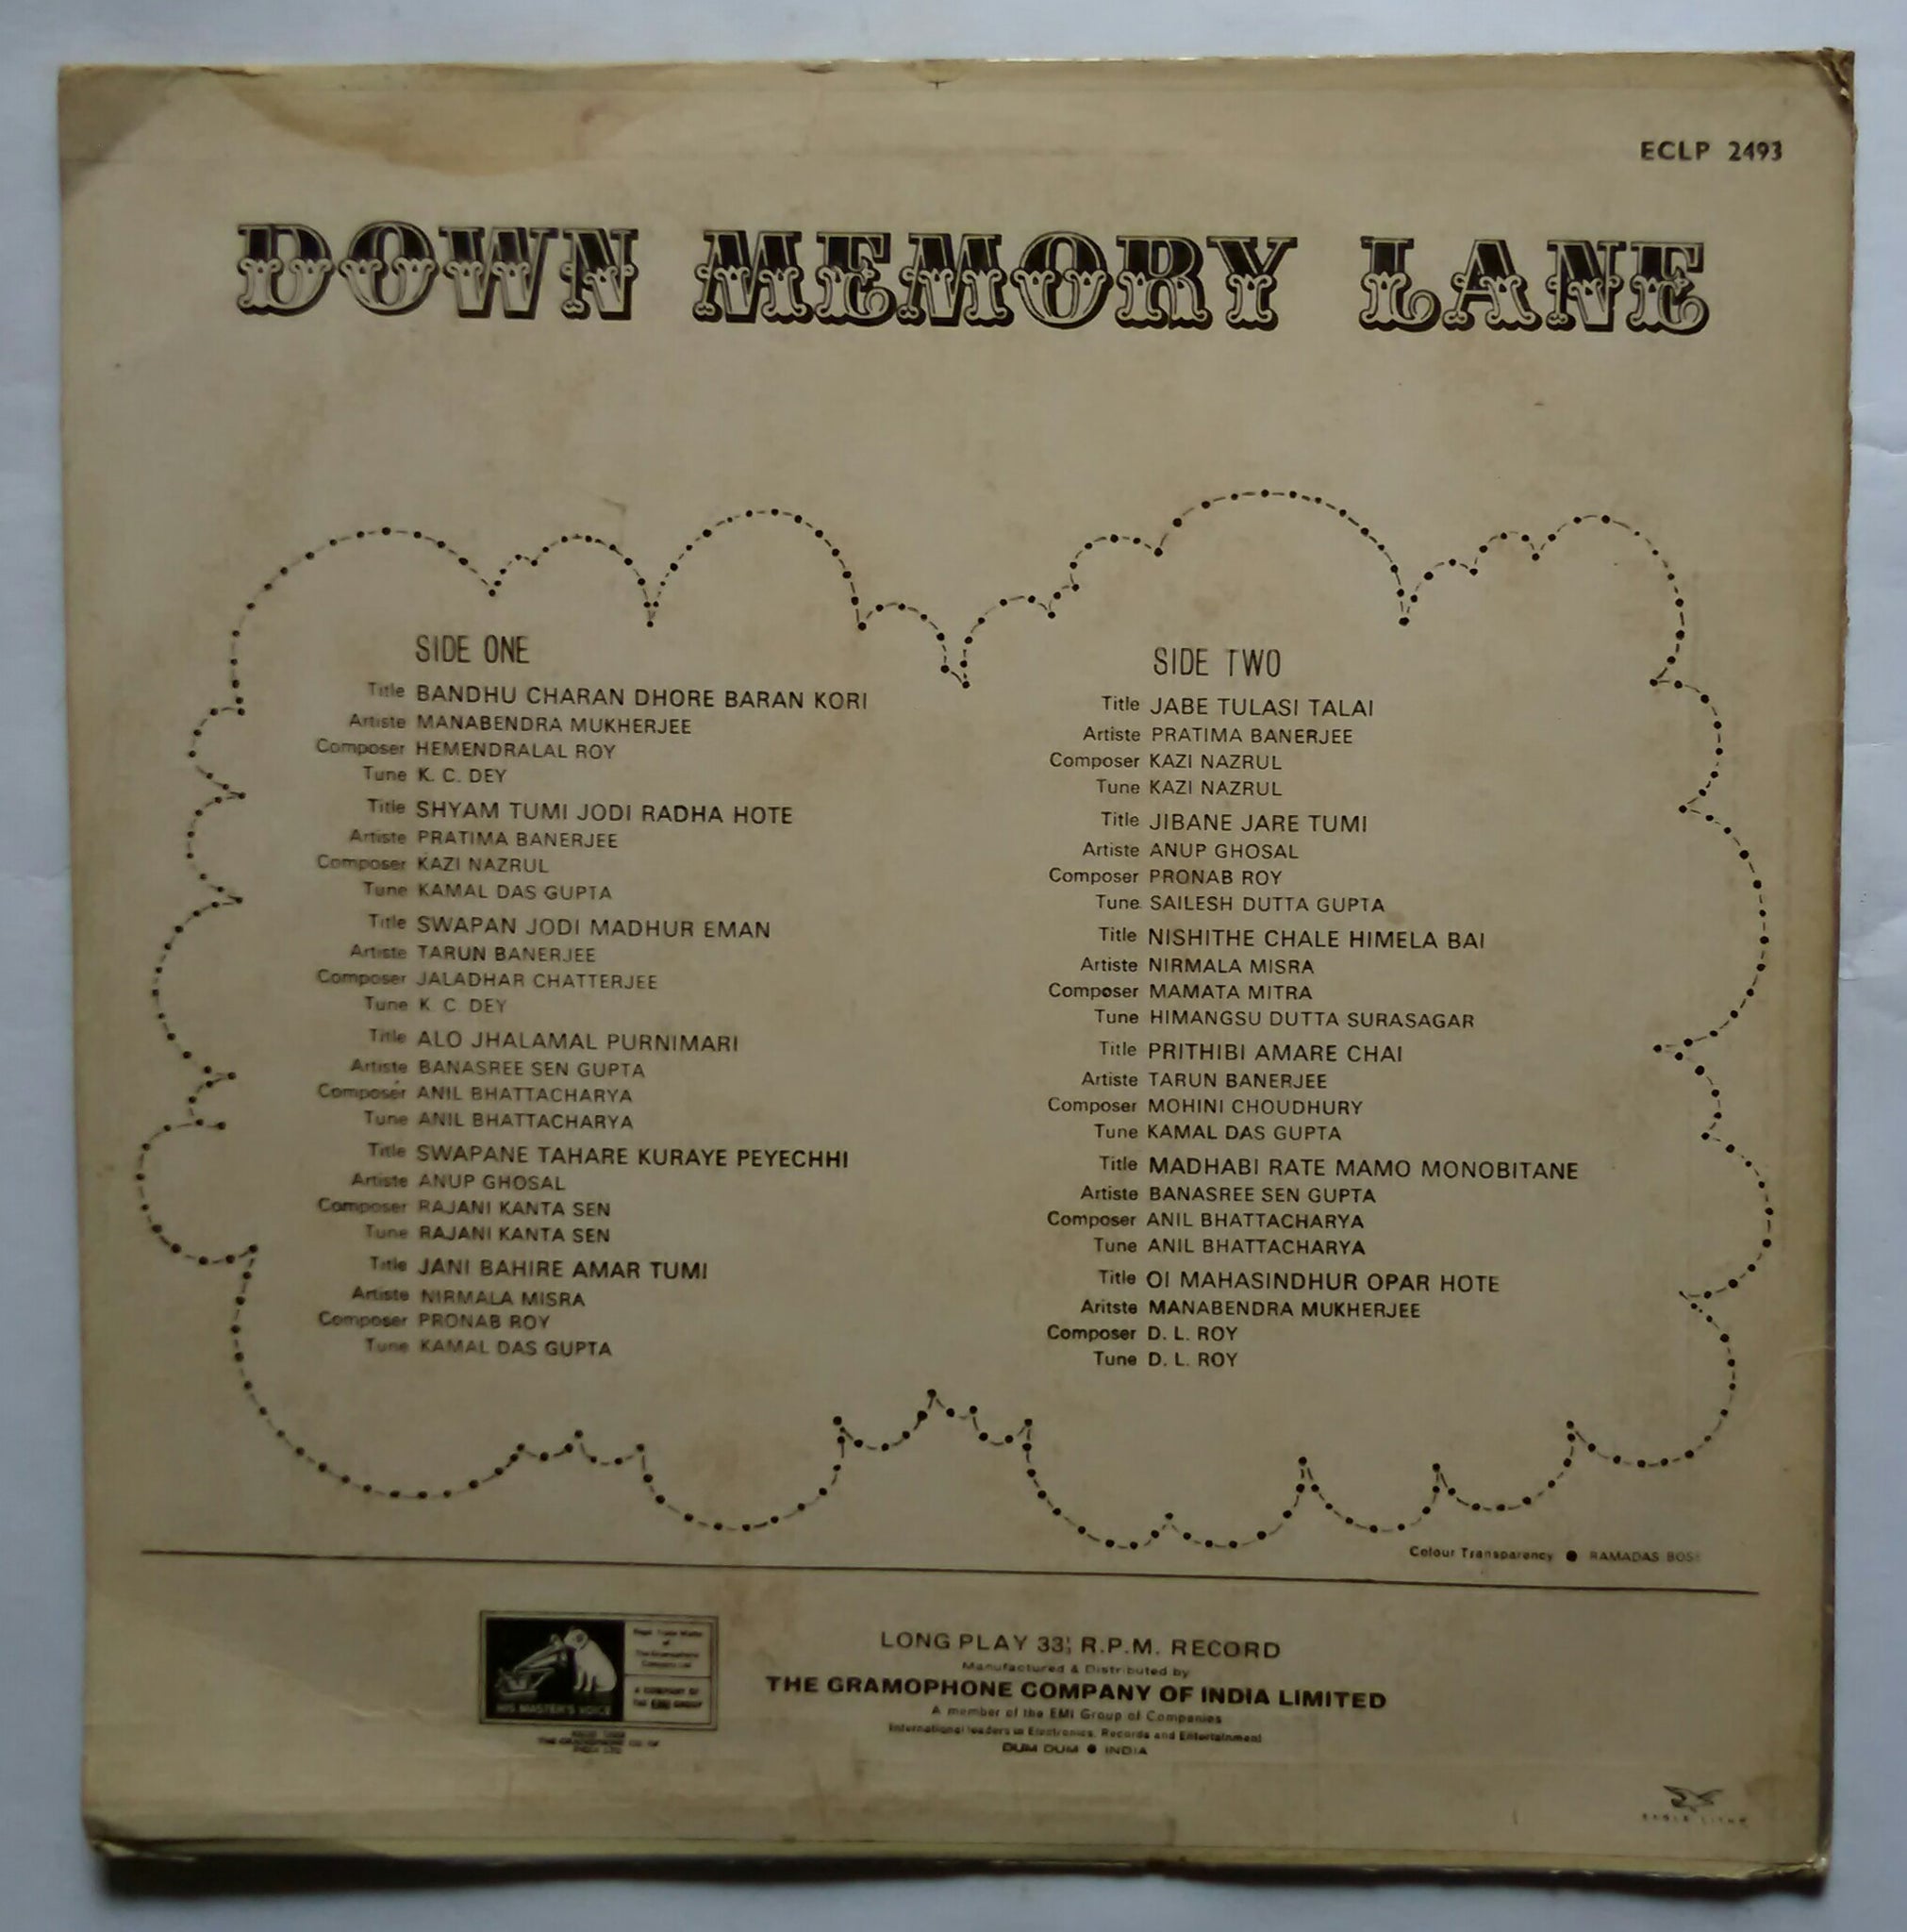 ECLP 2493
DOWN MEMORY LANE
SIDE ONE
Title BANDHU CHARAN DHORE BARAN KORI
Artiste MANABENDRA MUKHERJEE
Composer HEMENDRALAL ROY
Tune K. C. DEY
Title SHYAM TUMI JODI RADHA HOTE
Artiste PRATIMA BANERJEE
Composer KAZI NAZRUL
Tune KAMAL DAS GUPTA
Title SWAPAN JODI MADHUR EMAN
Artiste TARUN BANERJEE
Composer JALADHAR CHATTERJEE
Tune K. C. DEY
Title ALO JHALAMAL PURNIMARI
Artiste BANASREE SEN GUPTA
Composer ANIL BHATTACHARYA
Tune ANIL BHATTACHARYA
Title SWAPANE TAHARE KURAYE PEYECHHI
Artiste ANUP GHOSAL
Composer RAJANI KANTA SEN
Tune RAJANI KANTA SEN
Title JANI BAHIRE AMAR TUMI
Artiste NIRMALA MISRA
Composer PRONAB ROY
Tune KAMAL DAS GUPTA
SIDE TWO
Title JABE TULASI TALAI
Artiste PRATIMA BANERJEE
Composer KAZI NAZRUL
Tune KAZI NAZRUL
Title JIBANE JARE TUMI
Artiste ANUP GHOSAL
Composer PRONAB ROY
Tune SAILESH DUTTA GUPTA
Title NISHITHE CHALE HIMELA BAI
Artiste NIRMALA MISRA
Composer MAMATA MITRA
Tune HIMANGSU DUTTA SURASAGAR
Title PRITHIBI AMARE CHAI
Artiste TARUN BANERJEE
Composer MOHINI CHOUDHURY
Tune KAMAL DAS GUPTA
Title MADHABI RATE MAMO MONOBITANE
Artiste BANASREE SEN GUPTA
Composer ANIL BHATTACHARYA
Tune ANIL BHATTACHARYA
Title OI MAHASINDHUR OPAR HOTE
Aritste MANABENDRA MUKHERJEE
Composer D. L. ROY
Tune D. L. ROY
Colour Transparency ● RAMADAS BOSE
HIS MASTER'S VOICE
A COMPANY OF
THE EMI GROUP
LONG PLAY 33⅓ R.P.M. RECORD
Manufactured & Distributed by
THE GRAMOPHONE COMPANY OF INDIA LIMITED
A member of the EMI Group of Companies
International leaders in Electronics, Records and Entertainment
DUM DUM ● INDIA
EAGLE LITHO